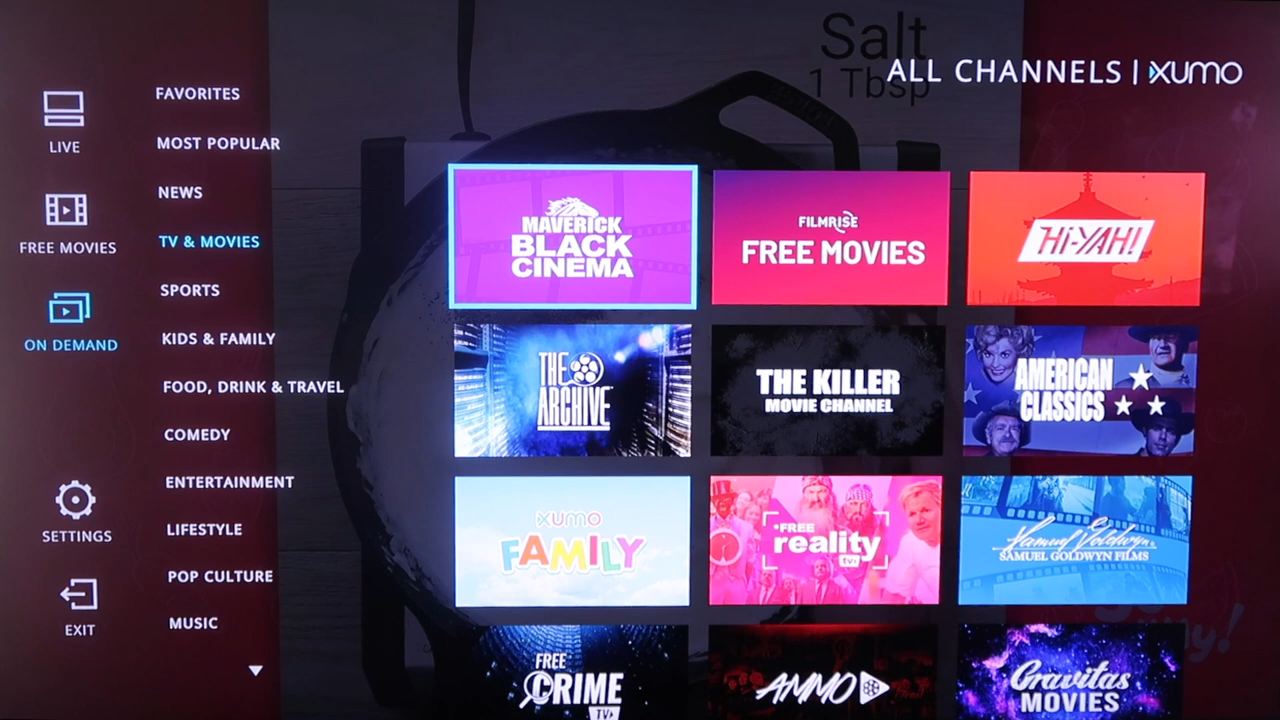 Salt
1 Tbsp
ALL CHANNELS | XUMO
LIVE
FREE MOVIES
ON DEMAND
SETTINGS
EXIT
FAVORITES
MOST POPULAR
NEWS
TV & MOVIES
SPORTS
KIDS & FAMILY
FOOD, DRINK & TRAVEL
COMEDY
ENTERTAINMENT
LIFESTYLE
POP CULTURE
MUSIC
MAVERICK
BLACK
CINEMA
FILMRISE
FREE MOVIES
Hi-YAH!
THE
ARCHIVE
THE KILLER
MOVIE CHANNEL
AMERICAN
CLASSICS
XUMO
FAMILY
FREE
reality
tv
Samuel Goldwyn
SAMUEL GOLDWYN FILMS
FREE
CRIME
TV
AMMO
Gravitas
MOVIES